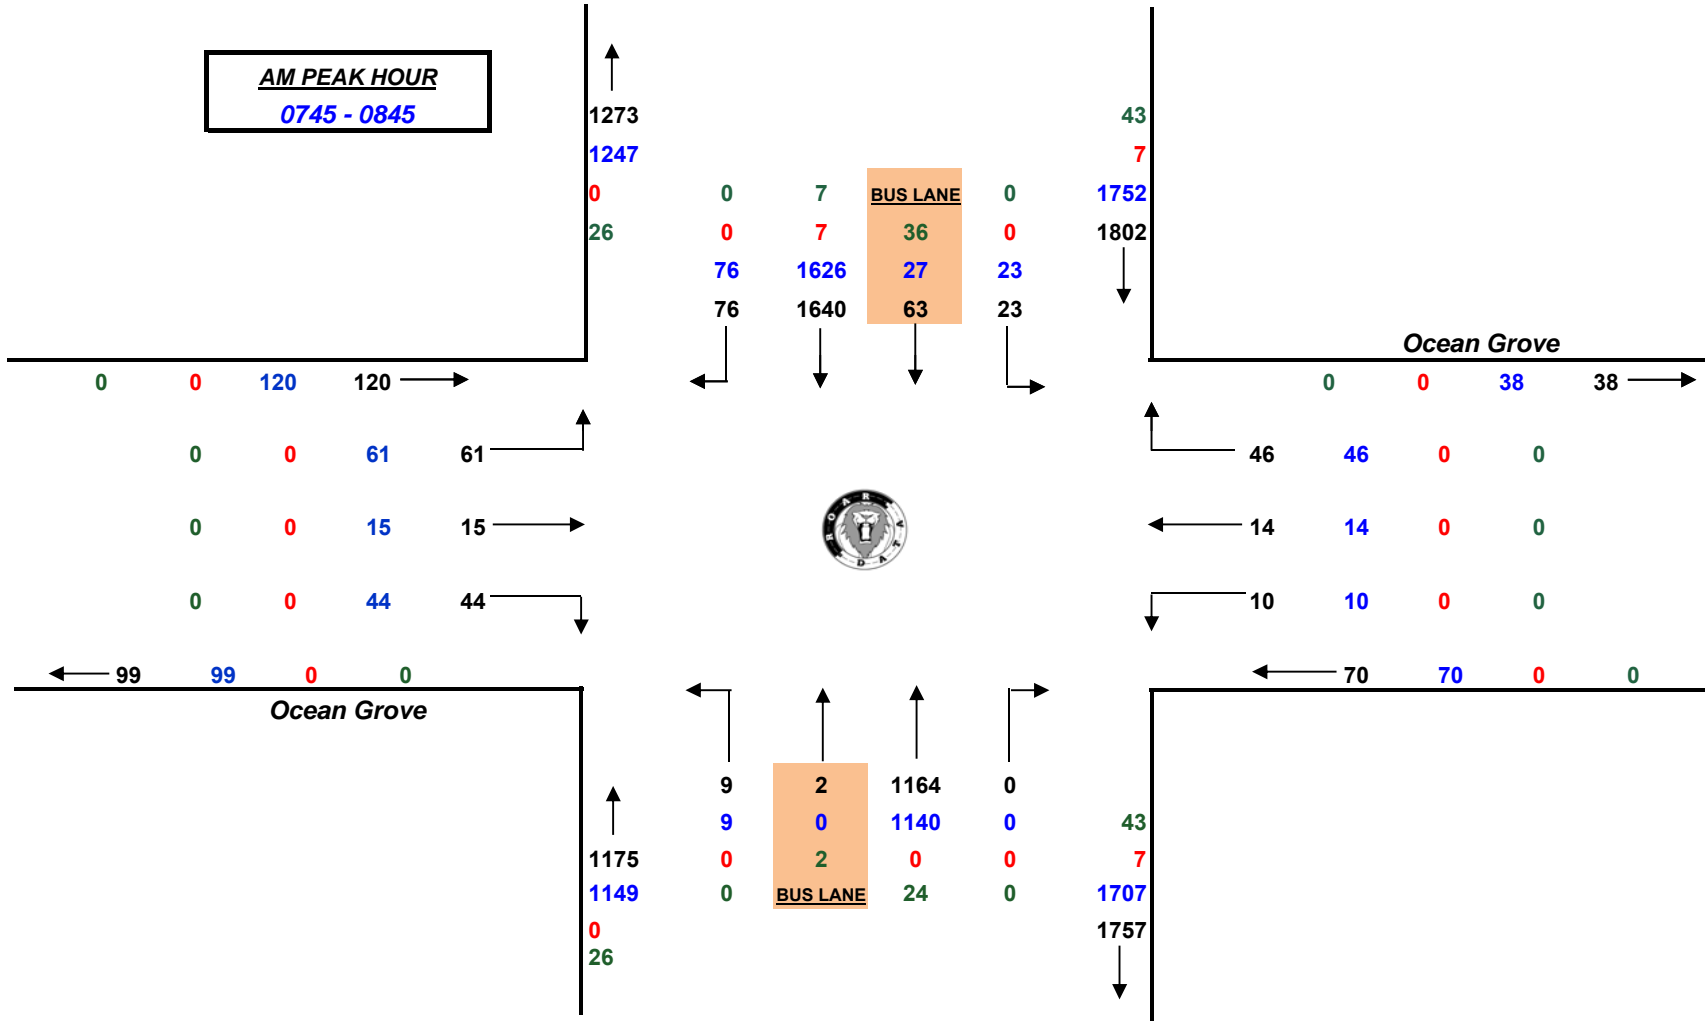 AM PEAK HOUR
0745 - 0845
1273 43
1247 7
0 0 7 BUS LANE 0 1752
26 0 7 36 0 1802
76 1626 27 23
76 1640 63 23
Ocean Grove
0 0 120 120 0 0 38 38
0 0 61 61 46 46 0 0
ROAR DATA
0 0 15 15 14 14 0 0
0 0 44 44 10 10 0 0
99 99 0 0 70 70 0 0
Ocean Grove
9 2 1164 0
9 0 1140 0 43
1175 0 2 0 0 7
1149 0 BUS LANE 24 0 1707
0 1757
26